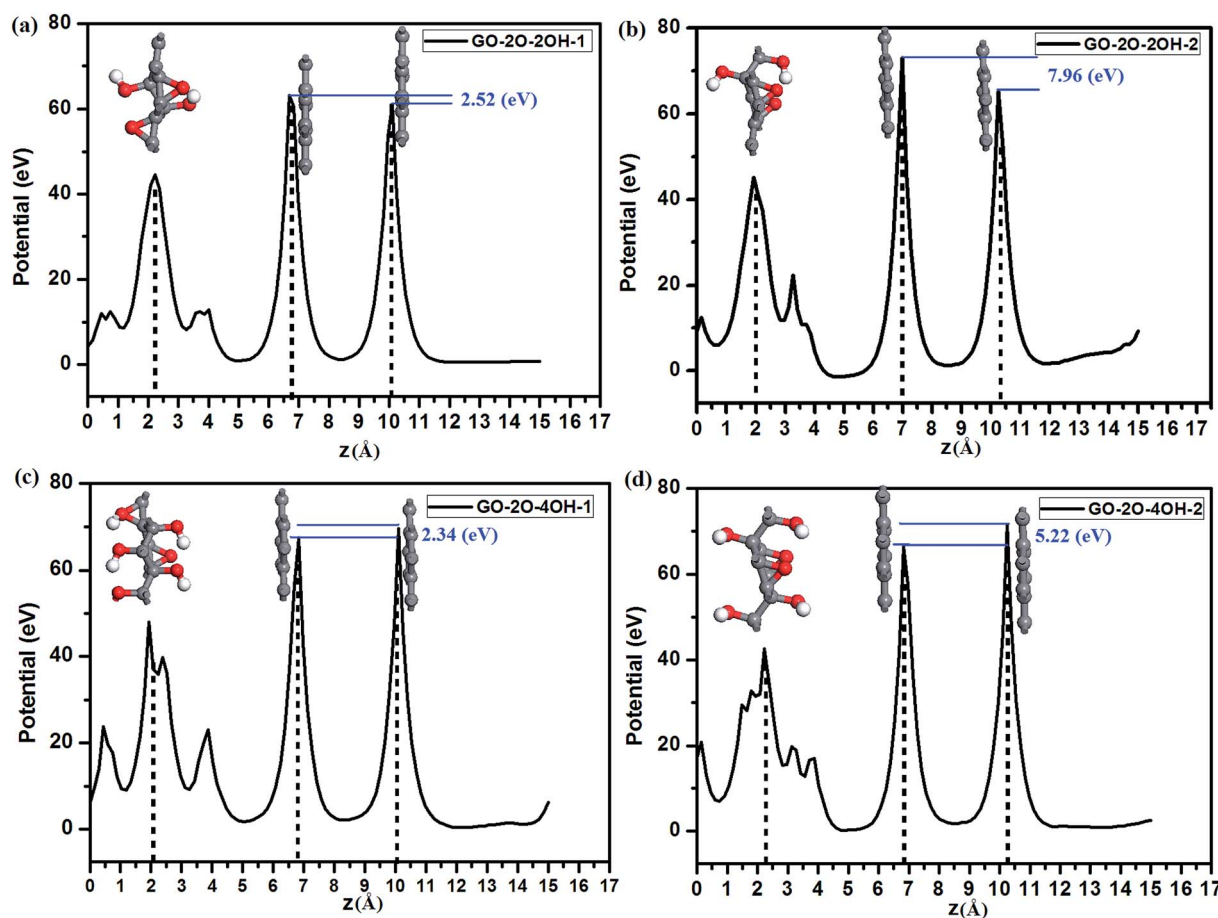 (a)
GO-2O-2OH-1
2.52 (eV)
Potential (eV)
80
60
40
20
0
0 1 2 3 4 5 6 7 8 9 10 11 12 13 14 15 16 17
z(Å)
(b)
GO-2O-2OH-2
7.96 (eV)
Potential (eV)
80
60
40
20
0
0 1 2 3 4 5 6 7 8 9 10 11 12 13 14 15 16 17
z(Å)
(c)
GO-2O-4OH-1
2.34 (eV)
Potential (eV)
80
60
40
20
0
0 1 2 3 4 5 6 7 8 9 10 11 12 13 14 15 16 17
z(Å)
(d)
GO-2O-4OH-2
5.22 (eV)
Potential (eV)
80
60
40
20
0
0 1 2 3 4 5 6 7 8 9 10 11 12 13 14 15 16 17
z(Å)